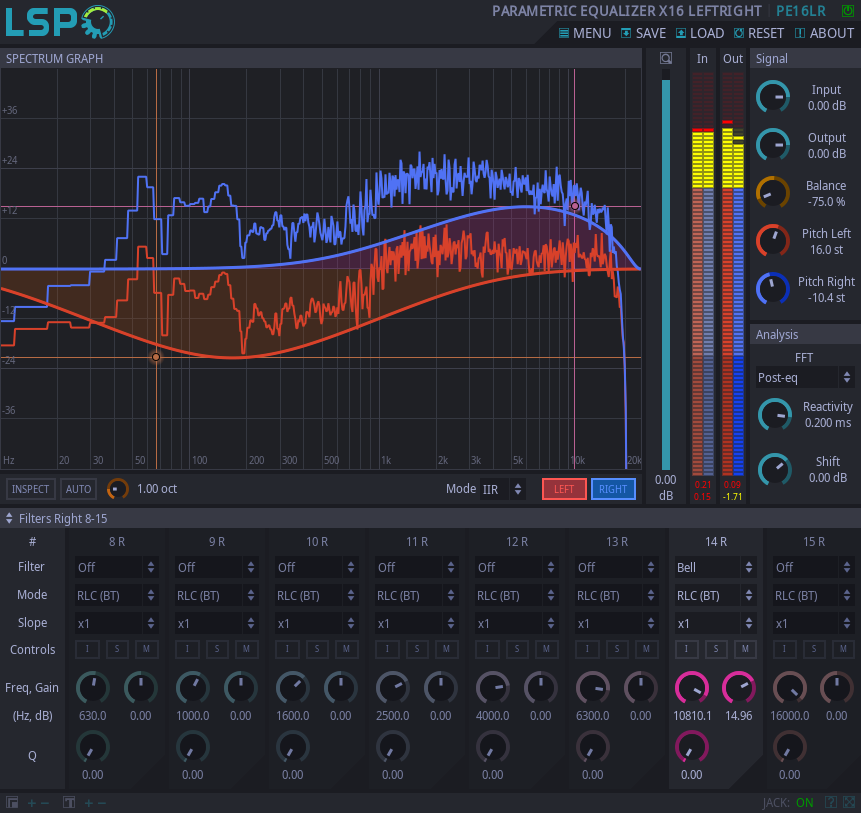 LSP
PARAMETRIC EQUALIZER X16 LEFTRIGHT PE16LR
MENU SAVE LOAD RESET ABOUT
SPECTRUM GRAPH
In Out
Signal
+36
+24
+12
0
-12
-24
-36
Hz 20 30 50 100 200 300 500 1k 2k 3k 5k 10k 20k
Input
0.00 dB
Output
0.00 dB
Balance
-75.0 %
Pitch Left
16.0 st
Pitch Right
-10.4 st
Analysis
FFT
Post-eq
Reactivity
0.200 ms
Shift
0.00 dB
0.00
dB
0.21 0.09
0.15 -1.71
INSPECT AUTO 1.00 oct Mode IIR LEFT RIGHT
Filters Right 8-15
# 8 R 9 R 10 R 11 R 12 R 13 R 14 R 15 R
Filter Off Off Off Off Off Off Bell Off
Mode RLC (BT) RLC (BT) RLC (BT) RLC (BT) RLC (BT) RLC (BT) RLC (BT) RLC (BT)
Slope x1 x1 x1 x1 x1 x1 x1 x1
Controls I S M I S M I S M I S M I S M I S M I S M I S M
Freq, Gain
(Hz, dB) 630.0 0.00 1000.0 0.00 1600.0 0.00 2500.0 0.00 4000.0 0.00 6300.0 0.00 10810.1 14.96 16000.0 0.00
Q
0.00 0.00 0.00 0.00 0.00 0.00 0.00 0.00
+ − T + − JACK: ON ?